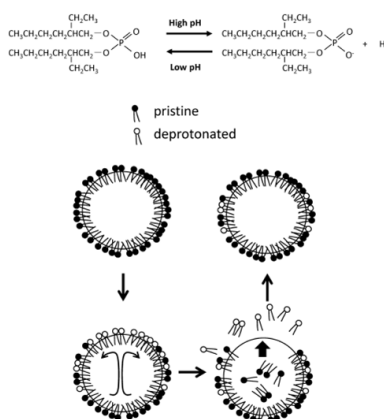 CH₂CH₃ CH₂CH₃
CH₃CH₂CH₂CH₂CHCH₂—O O High pH CH₃CH₂CH₂CH₂CHCH₂—O O
P P + H
CH₃CH₂CH₂CH₂CHCH₂—O OH Low pH CH₃CH₂CH₂CH₂CHCH₂—O O⁻
CH₂CH₃ CH₂CH₃
pristine
deprotonated